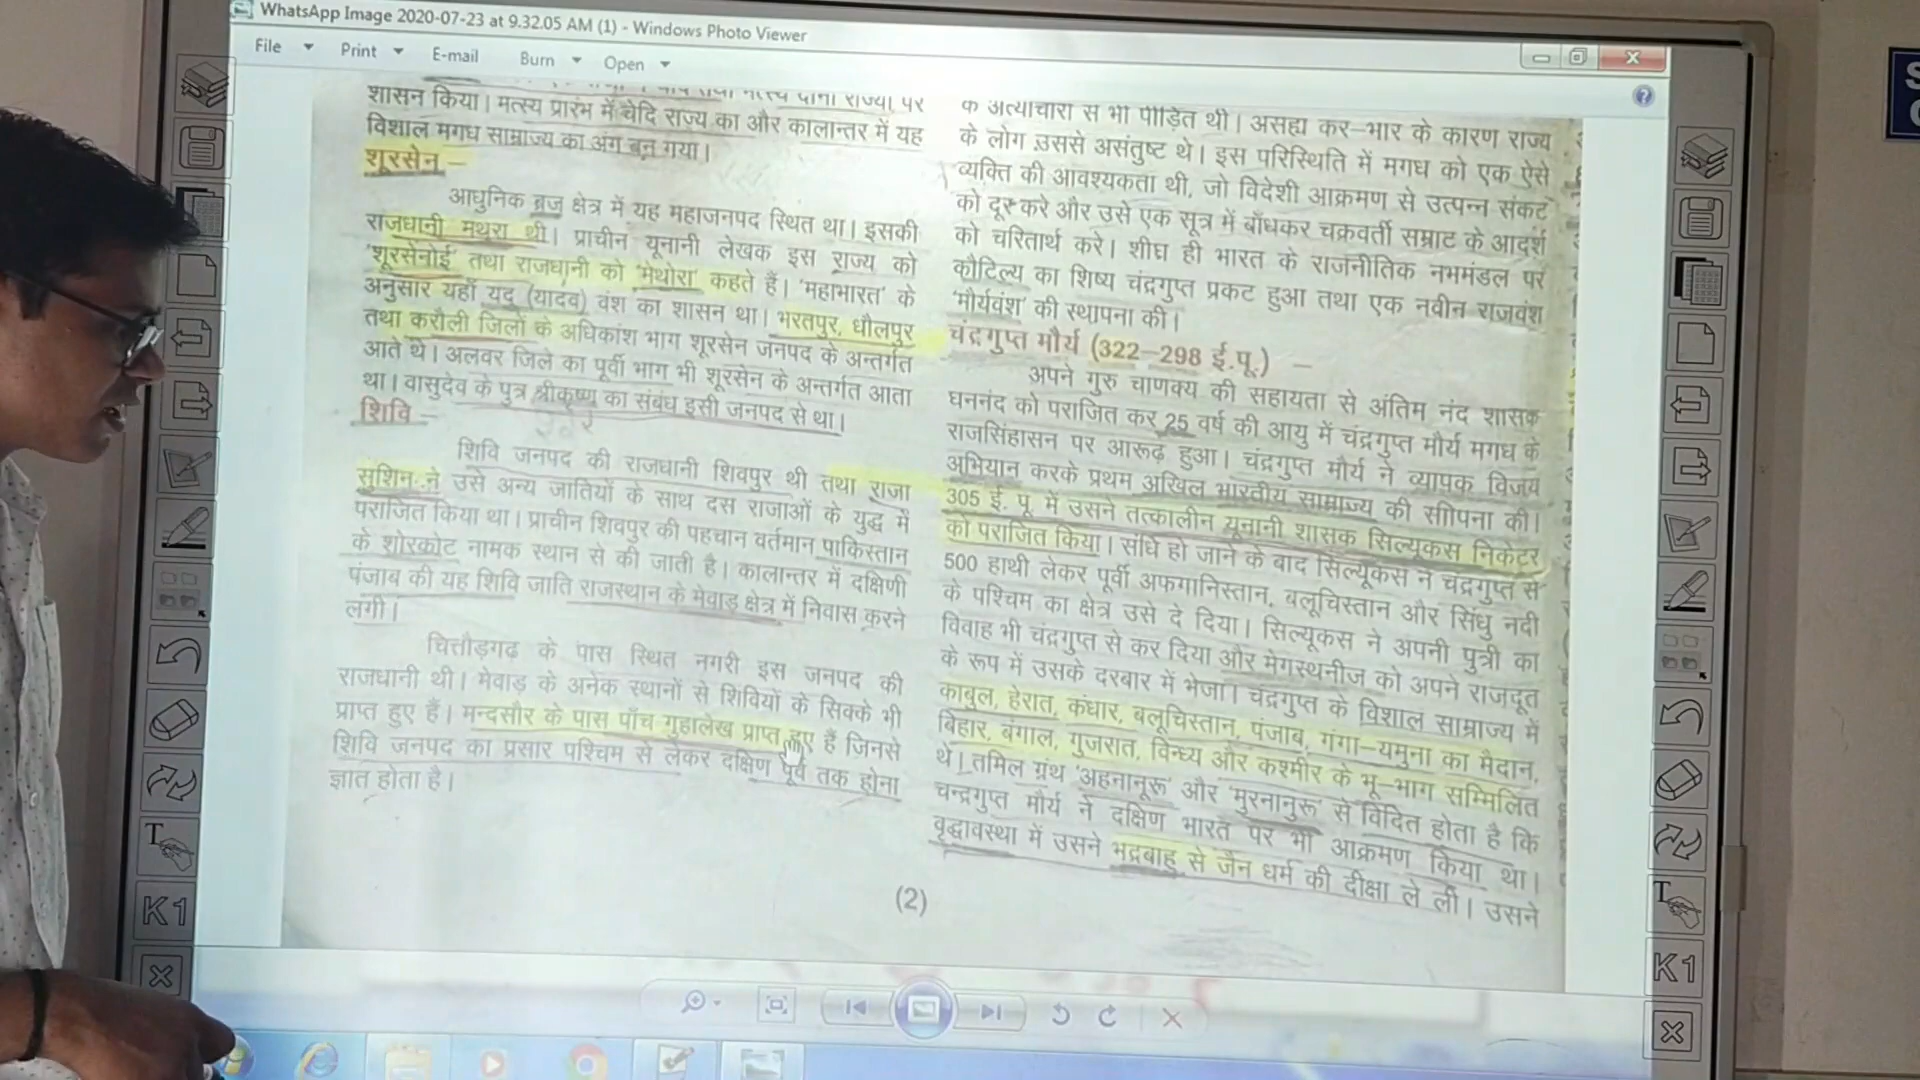 WhatsApp Image 2020-07-23 at 9.32.05 AM (1) - Windows Photo Viewer
File Print E-mail Burn Open
शासन किया। मत्स्य प्रारंभ में चेदि राज्य का और कालान्तर में यह
विशाल मगध साम्राज्य का अंग बन गया।
शूरसेन –
आधुनिक ब्रज क्षेत्र में यह महाजनपद स्थित था। इसकी
राजधानी मथुरा थी। प्राचीन यूनानी लेखक इस राज्य को
'शूरसेनोई' तथा राजधानी को 'मेथोरा' कहते हैं। 'महाभारत' के
अनुसार यहाँ यदु (यादव) वंश का शासन था। भरतपुर, धौलपुर
तथा करौली जिलों के अधिकांश भाग शूरसेन जनपद के अन्तर्गत
आते थे। अलवर जिले का पूर्वी भाग भी शूरसेन के अन्तर्गत आता
था। वासुदेव के पुत्र श्रीकृष्ण का संबंध इसी जनपद से था।
शिवि –
शिवि जनपद की राजधानी शिवपुर थी तथा राजा
सुशिन ने उसे अन्य जातियों के साथ दस राजाओं के युद्ध में
पराजित किया था। प्राचीन शिवपुर की पहचान वर्तमान पाकिस्तान
के शोरकोट नामक स्थान से की जाती है। कालान्तर में दक्षिणी
पंजाब की यह शिवि जाति राजस्थान के मेवाड़ क्षेत्र में निवास करने
लगी।
चित्तौड़गढ़ के पास स्थित नगरी इस जनपद की
राजधानी थी। मेवाड़ के अनेक स्थानों से शिवियों के सिक्के भी
प्राप्त हुए हैं। मन्दसौर के पास पाँच गुहालेख प्राप्त हुए हैं जिनसे
शिवि जनपद का प्रसार पश्चिम से लेकर दक्षिण पूर्व तक होना
ज्ञात होता है।
के अत्याचारों से भी पीड़ित थी। असह्य कर–भार के कारण राज्य
के लोग उससे असंतुष्ट थे। इस परिस्थिति में मगध को एक ऐसे
व्यक्ति की आवश्यकता थी, जो विदेशी आक्रमण से उत्पन्न संकट
को दूर करे और उसे एक सूत्र में बाँधकर चक्रवर्ती सम्राट के आदर्श
को चरितार्थ करे। शीघ्र ही भारत के राजनीतिक नभमंडल पर
कौटिल्य का शिष्य चंद्रगुप्त प्रकट हुआ तथा एक नवीन राजवंश
'मौर्यवंश' की स्थापना की।
चंद्रगुप्त मौर्य (322–298 ई.पू.) –
अपने गुरु चाणक्य की सहायता से अंतिम नंद शासक
घननंद को पराजित कर 25 वर्ष की आयु में चंद्रगुप्त मौर्य मगध के
राजसिंहासन पर आरूढ़ हुआ। चंद्रगुप्त मौर्य ने व्यापक विजय
अभियान करके प्रथम अखिल भारतीय साम्राज्य की सीापना की।
305 ई. पू. में उसने तत्कालीन यूनानी शासक सिल्यूकस निकेटर
को पराजित किया। संधि हो जाने के बाद सिल्यूकस ने चंद्रगुप्त से
500 हाथी लेकर पूर्वी अफगानिस्तान, बलूचिस्तान और सिंधु नदी
के पश्चिम का क्षेत्र उसे दे दिया। सिल्यूकस ने अपनी पुत्री का
विवाह भी चंद्रगुप्त से कर दिया और मेगस्थनीज को अपने राजदूत
के रूप में उसके दरबार में भेजा। चंद्रगुप्त के विशाल साम्राज्य में
काबुल, हेरात, कंधार, बलूचिस्तान, पंजाब, गंगा–यमुना का मैदान,
बिहार, बंगाल, गुजरात, विन्ध्य और कश्मीर के भू–भाग सम्मिलित
थे। तमिल ग्रंथ 'अहनानूरू' और 'मुरनानुरू' से विदित होता है कि
चन्द्रगुप्त मौर्य ने दक्षिण भारत पर भी आक्रमण किया था।
वृद्धावस्था में उसने भद्रबाहु से जैन धर्म की दीक्षा ले ली। उसने
(2)
K1
K1